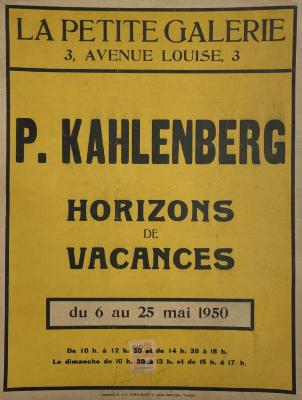 LA PETITE GALERIE
3, AVENUE LOUISE, 3
P. KAHLENBERG
HORIZONS
DE
VACANCES
du 6 au 25 mai 1950
De 10 h. à 12 h. 30 et de 14 h. 30 à 18 h.
Le dimanche de 10 h. 30 à 13 h. et de 15 h. à 17 h.